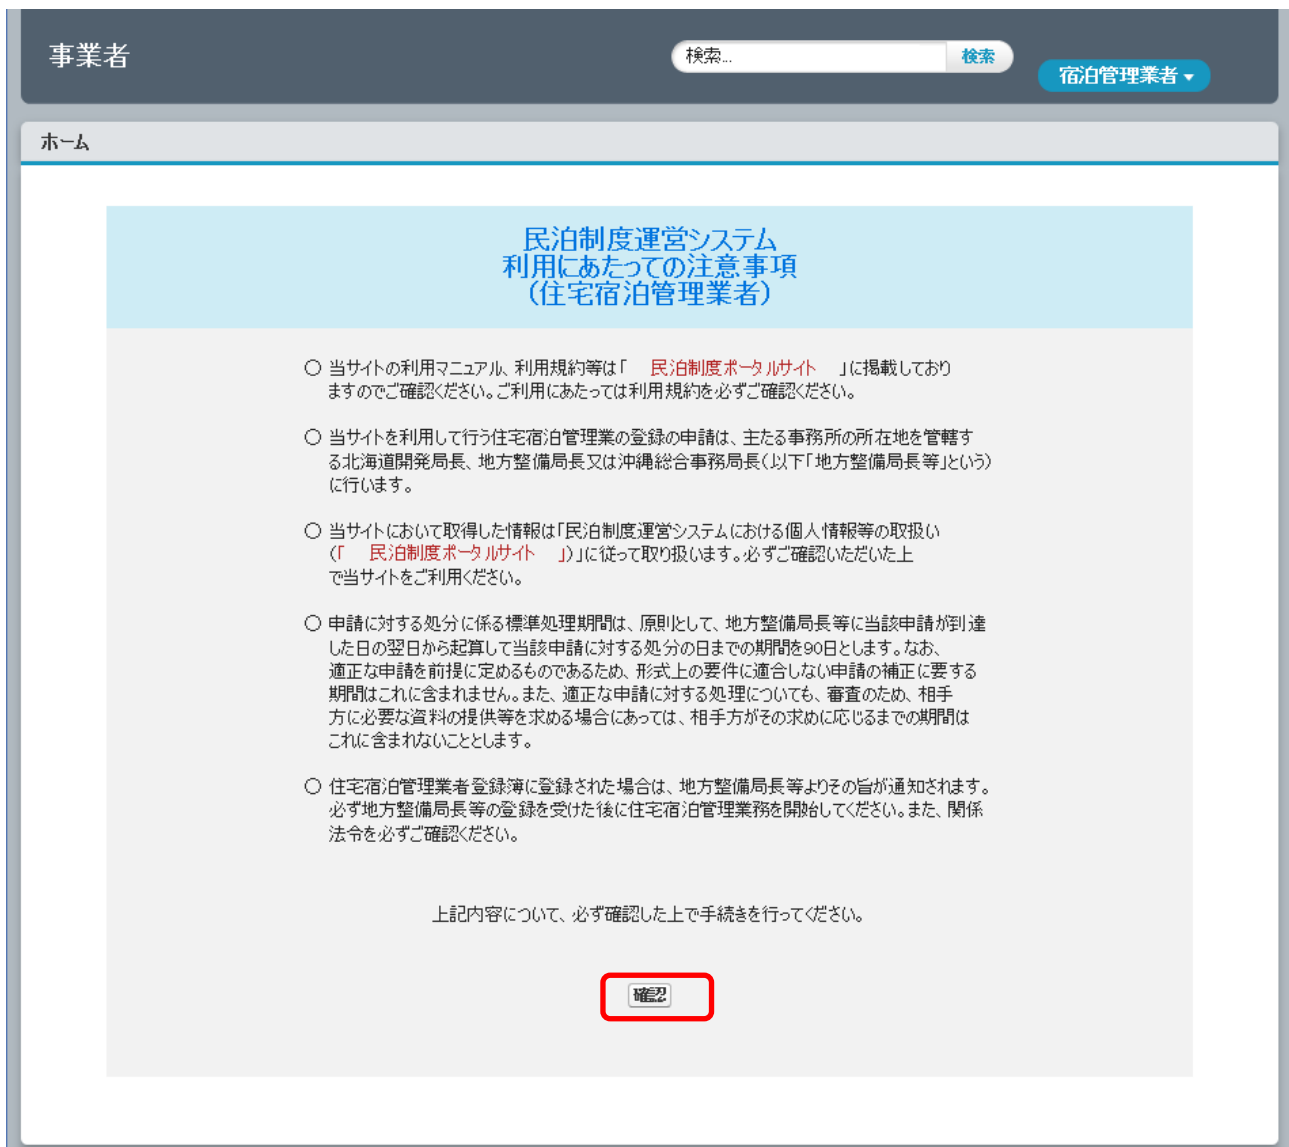 事業者
検索...
検索
宿泊管理業者
ホーム
民泊制度運営システム
利用にあたっての注意事項
（住宅宿泊管理業者）
○ 当サイトの利用マニュアル、利用規約等は「 民泊制度ポータルサイト 」に掲載しており
ますのでご確認ください。ご利用にあたっては利用規約を必ずご確認ください。
○ 当サイトを利用して行う住宅宿泊管理業の登録の申請は、主たる事務所の所在地を管轄す
る北海道開発局長、地方整備局長又は沖縄総合事務局長（以下「地方整備局長等」という）
に行います。
○ 当サイトにおいて取得した情報は「民泊制度運営システムにおける個人情報等の取扱い
（「 民泊制度ポータルサイト 」）」に従って取り扱います。必ずご確認いただいた上
で当サイトをご利用ください。
○ 申請に対する処分に係る標準処理期間は、原則として、地方整備局長等に当該申請が到達
した日の翌日から起算して当該申請に対する処分の日までの期間を90日とします。なお、
適正な申請を前提に定めるものであるため、形式上の要件に適合しない申請の補正に要する
期間はこれに含まれません。また、適正な申請に対する処理についても、審査のため、相手
方に必要な資料の提供等を求める場合にあっては、相手方がその求めに応じるまでの期間は
これに含まれないこととします。
○ 住宅宿泊管理業者登録簿に登録された場合は、地方整備局長等よりその旨が通知されます。
必ず地方整備局長等の登録を受けた後に住宅宿泊管理業務を開始してください。また、関係
法令を必ずご確認ください。
上記内容について、必ず確認した上で手続きを行ってください。
確認